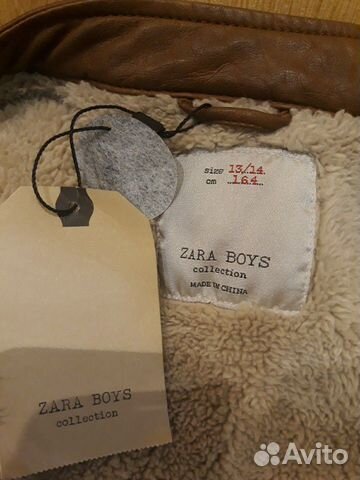 size 13/14
cm 164
ZARA BOYS
collection
MADE IN CHINA
ZARA BOYS
collection
Avito